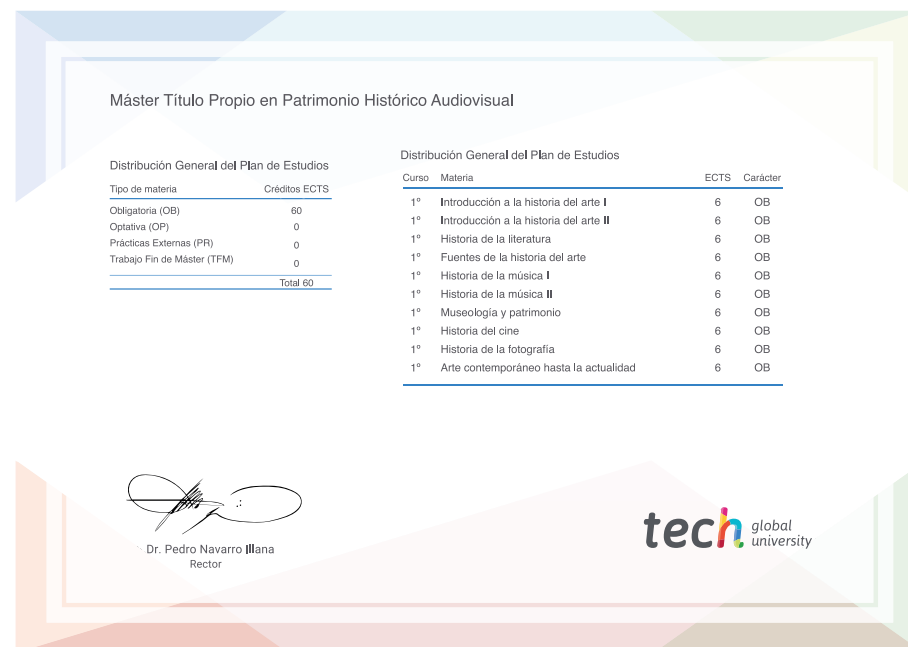 Máster Título Propio en Patrimonio Histórico Audiovisual
Distribución General del Plan de Estudios
Tipo de materia Créditos ECTS
Obligatoria (OB) 60
Optativa (OP) 0
Prácticas Externas (PR) 0
Trabajo Fin de Máster (TFM) 0
Total 60
Distribución General del Plan de Estudios
Curso Materia ECTS Carácter
1º Introducción a la historia del arte I 6 OB
1º Introducción a la historia del arte II 6 OB
1º Historia de la literatura 6 OB
1º Fuentes de la historia del arte 6 OB
1º Historia de la música I 6 OB
1º Historia de la música II 6 OB
1º Museología y patrimonio 6 OB
1º Historia del cine 6 OB
1º Historia de la fotografía 6 OB
1º Arte contemporáneo hasta la actualidad 6 OB
Dr. Pedro Navarro Illana
Rector
tech global
university